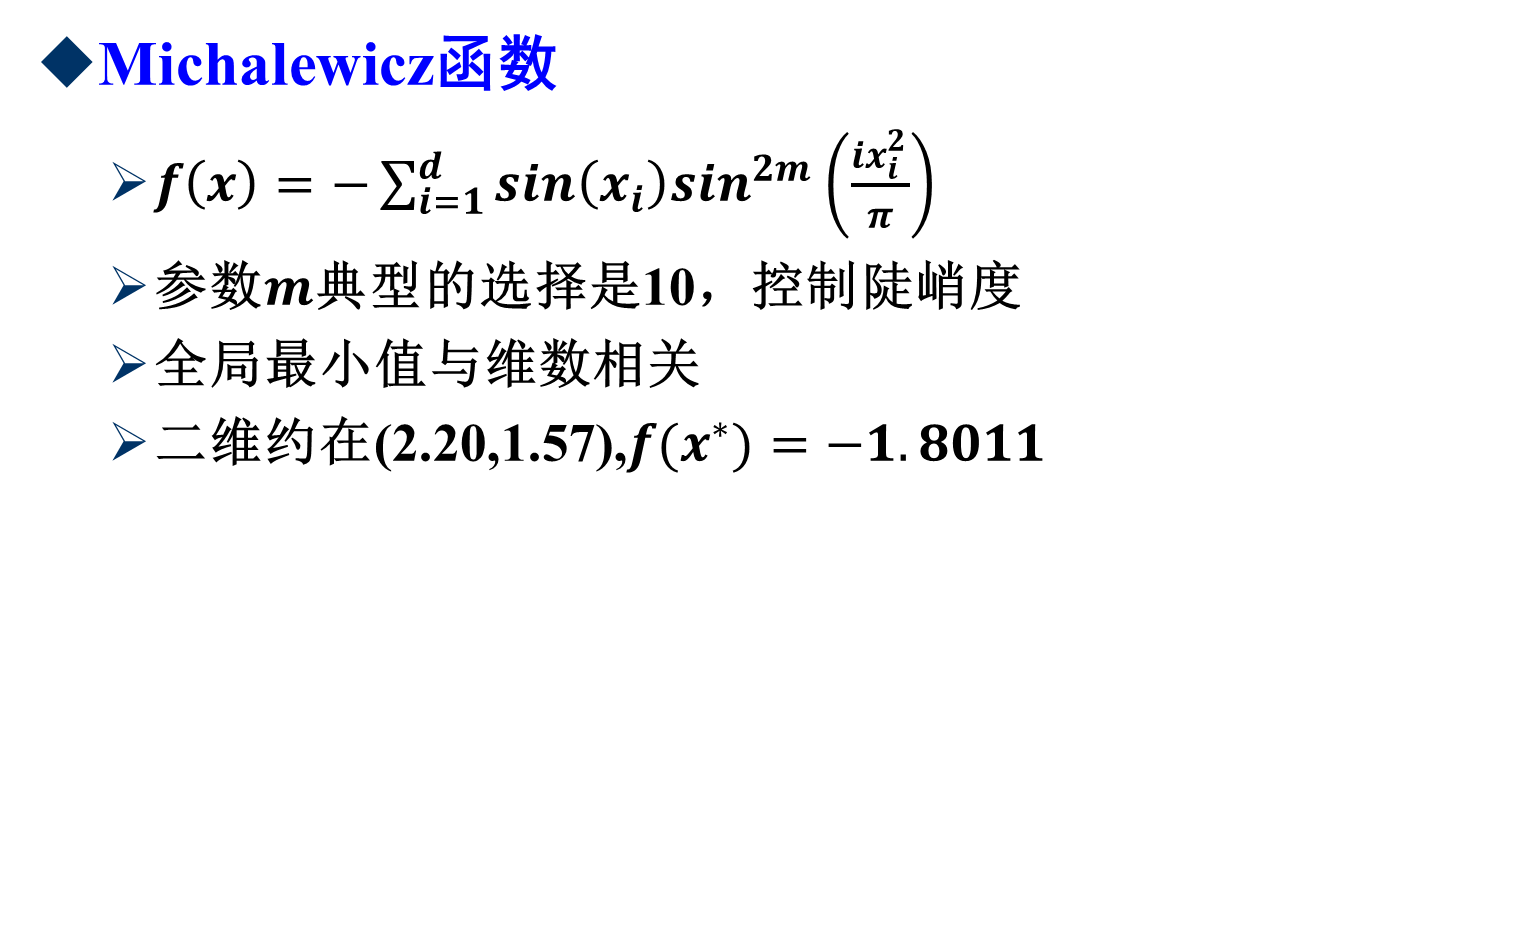 ◆Michalewicz函数
➢f(x) = −∑_{i=1}^{d} sin(x_i)sin^{2m}(ix_i^2/π)
➢参数m典型的选择是10，控制陡峭度
➢全局最小值与维数相关
➢二维约在(2.20,1.57),f(x*) = −1.8011